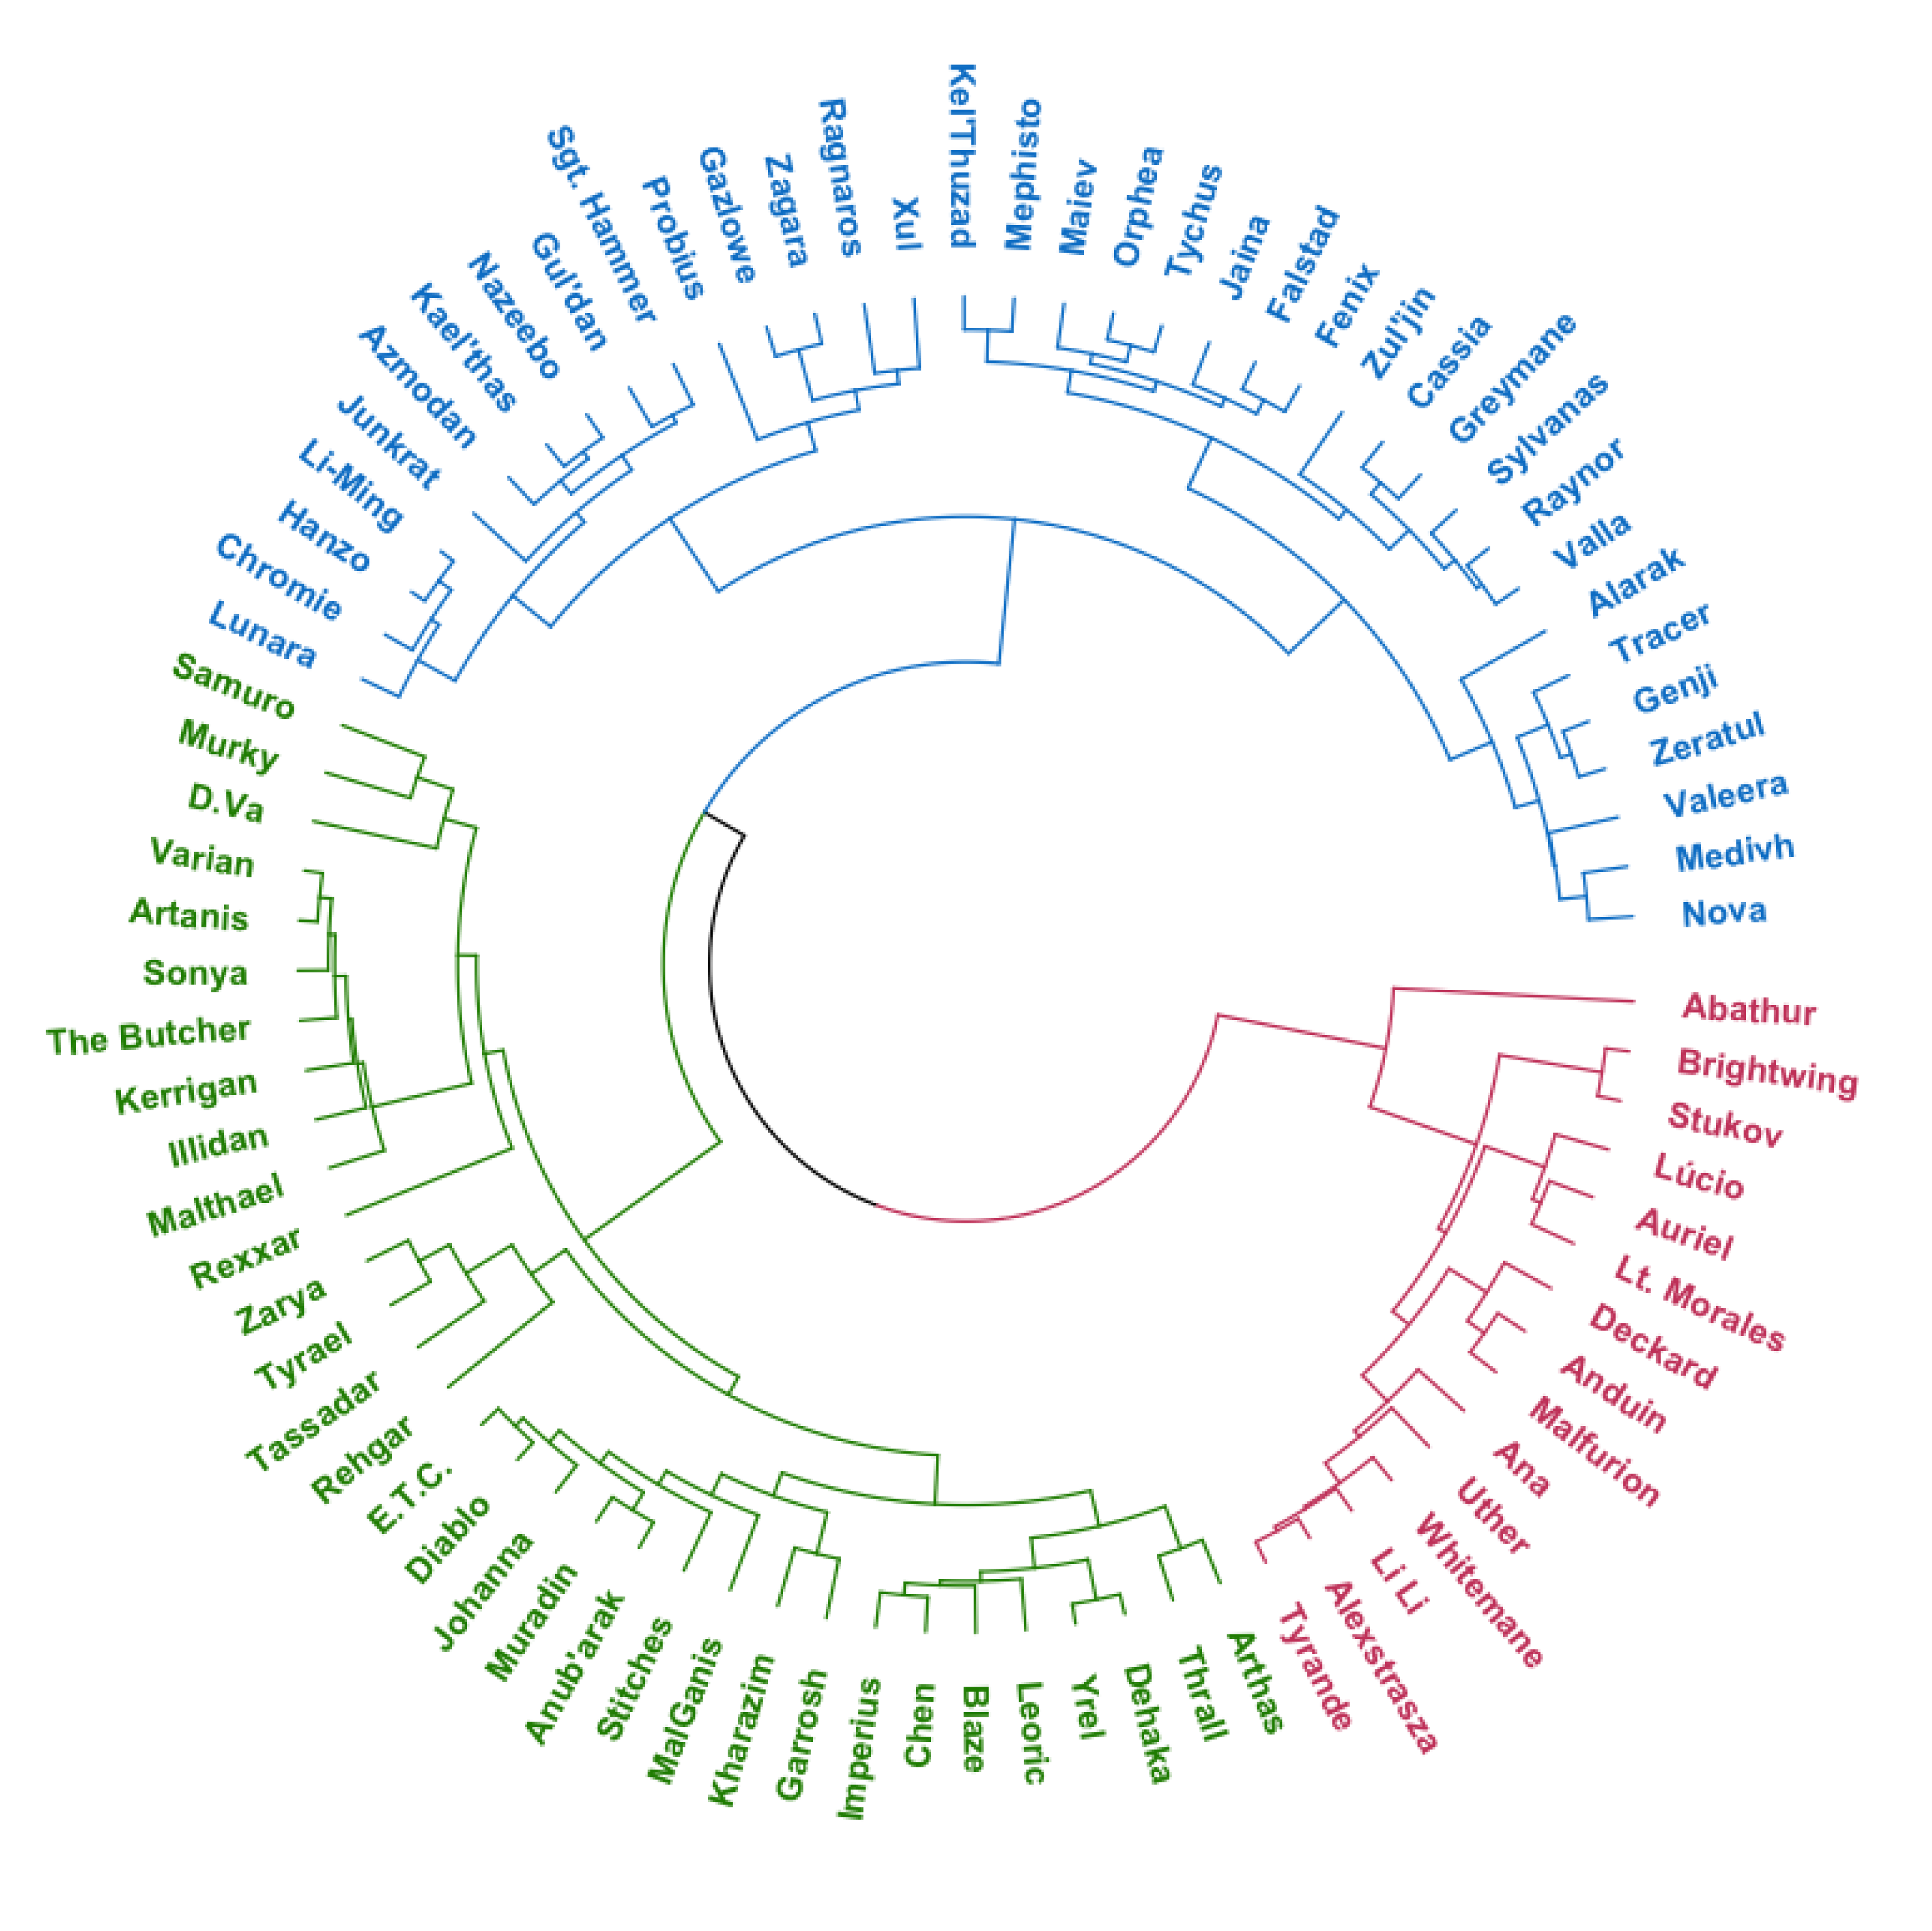 Kel'Thuzad
Mephisto
Maiev
Orphea
Tychus
Jaina
Falstad
Fenix
Zul'jin
Cassia
Greymane
Sylvanas
Raynor
Valla
Alarak
Tracer
Genji
Zeratul
Valeera
Medivh
Nova
Abathur
Brightwing
Stukov
Lúcio
Auriel
Lt. Morales
Deckard
Anduin
Malfurion
Ana
Uther
Whitemane
Li Li
Alexstrasza
Tyrande
Arthas
Thrall
Dehaka
Yrel
Leoric
Blaze
Chen
Imperius
Garrosh
Kharazim
MalGanis
Stitches
Anub'arak
Muradin
Johanna
Diablo
E.T.C.
Rehgar
Tassadar
Tyrael
Zarya
Rexxar
Malthael
Illidan
Kerrigan
The Butcher
Sonya
Artanis
Varian
D.Va
Murky
Samuro
Lunara
Chromie
Hanzo
Li-Ming
Junkrat
Azmodan
Kael'thas
Nazeebo
Gul'dan
Sgt. Hammer
Probius
Gazlowe
Zagara
Ragnaros
Xul